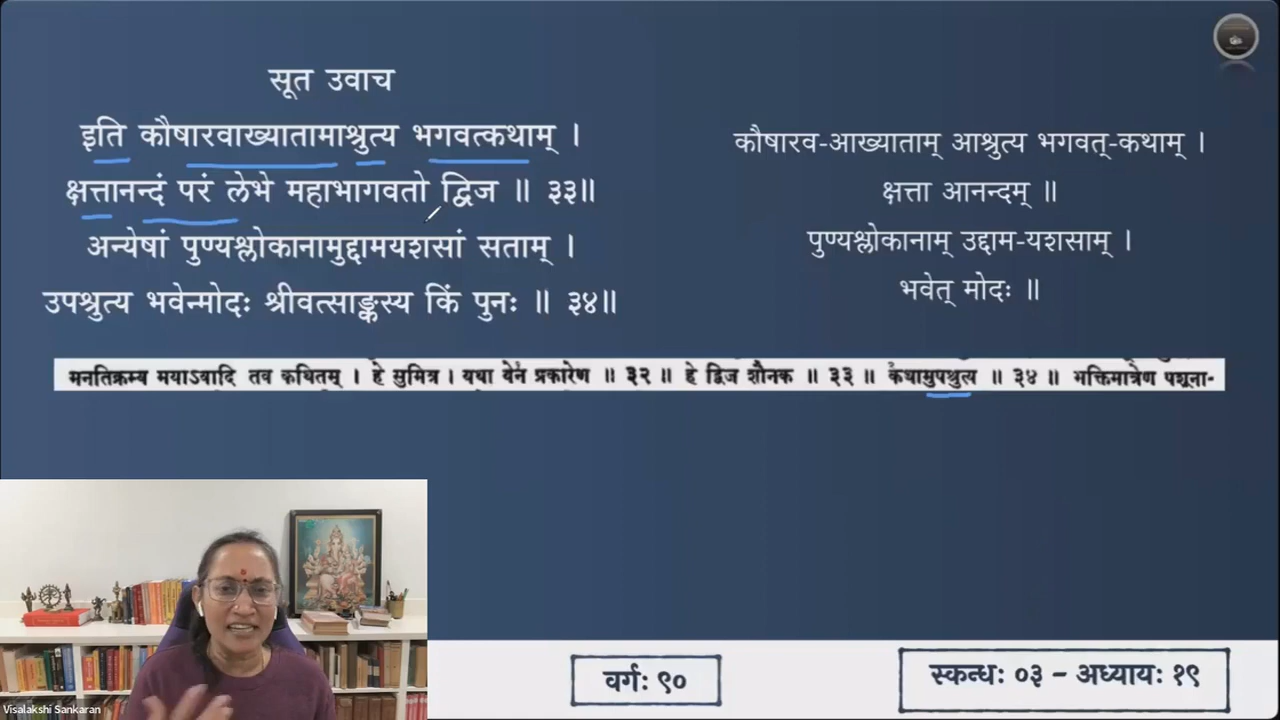 सूत उवाच
इति कौषारवाख्यातामाश्रुत्य भगवत्कथाम् ।
क्षत्तानन्दं परं लेभे महाभागवतो द्विज ॥ ३३॥
अन्येषां पुण्यश्लोकानामुद्दामयशसां सताम् ।
उपश्रुत्य भवेन्मोदः श्रीवत्साङ्कस्य किं पुनः ॥ ३४॥
कौषारव-आख्याताम् आश्रुत्य भगवत्-कथाम् ।
क्षत्ता आनन्दम् ॥
पुण्यश्लोकानाम् उद्दाम-यशसाम् ।
भवेत् मोदः ॥
मनतिक्रम्य मयाऽवादि तव कथितम् । हे सुमित्र । यथा येन प्रकारेण ॥ ३२ ॥ हे द्विज शौनक ॥ ३३ ॥ कथामुपश्रुत्य ॥ ३४ ॥ भक्तिमात्रेण पशूना-
Visalakshi Sankaran
वर्गः ९०
स्कन्धः ०३ – अध्यायः १९